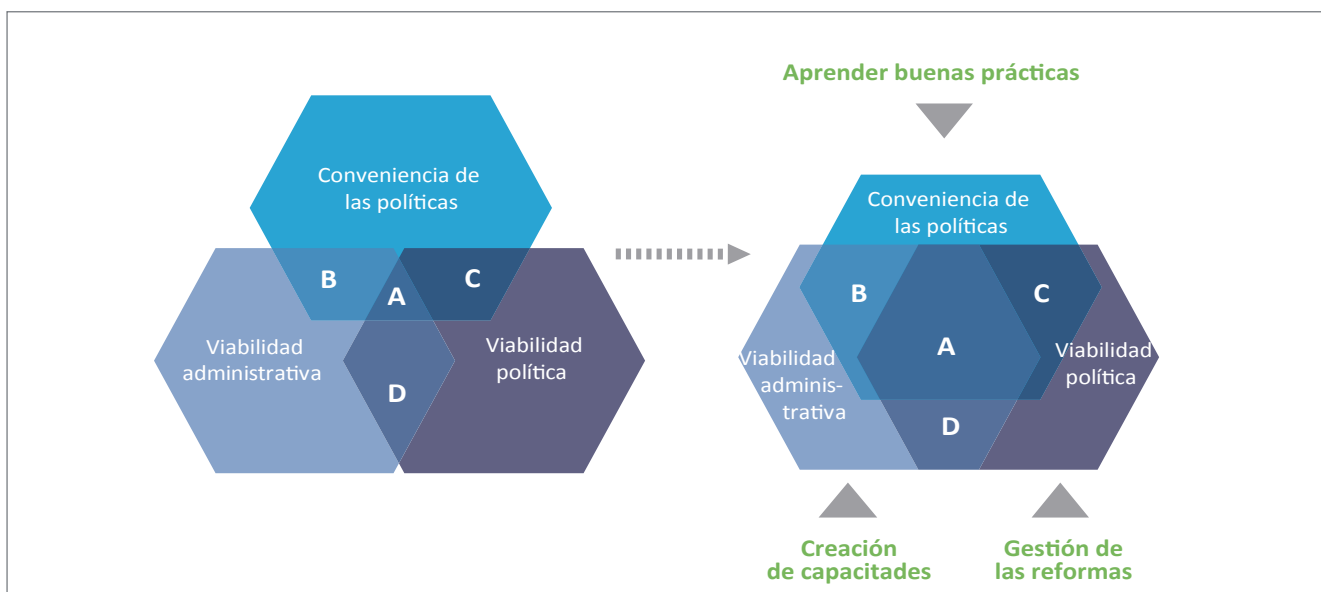 Conveniencia de
las políticas
B
A
C
Viabilidad
administrativa
Viabilidad
política
D
Aprender buenas prácticas
Conveniencia de
las políticas
B
C
A
Viabilidad
adminis-
trativa
Viabilidad
política
D
Creación
de capacitades
Gestión de
las reformas